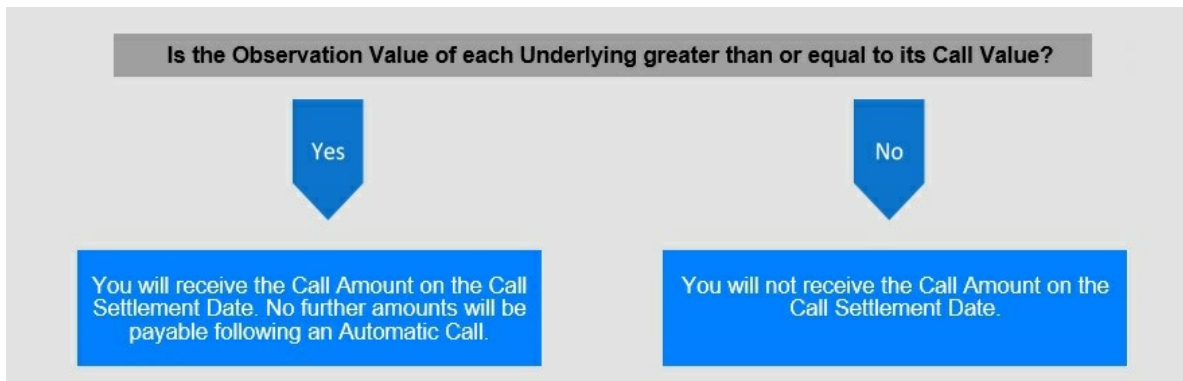 Is the Observation Value of each Underlying greater than or equal to its Call Value?
Yes
No
You will receive the Call Amount on the Call
Settlement Date. No further amounts will be
payable following an Automatic Call.
You will not receive the Call Amount on the
Call Settlement Date.